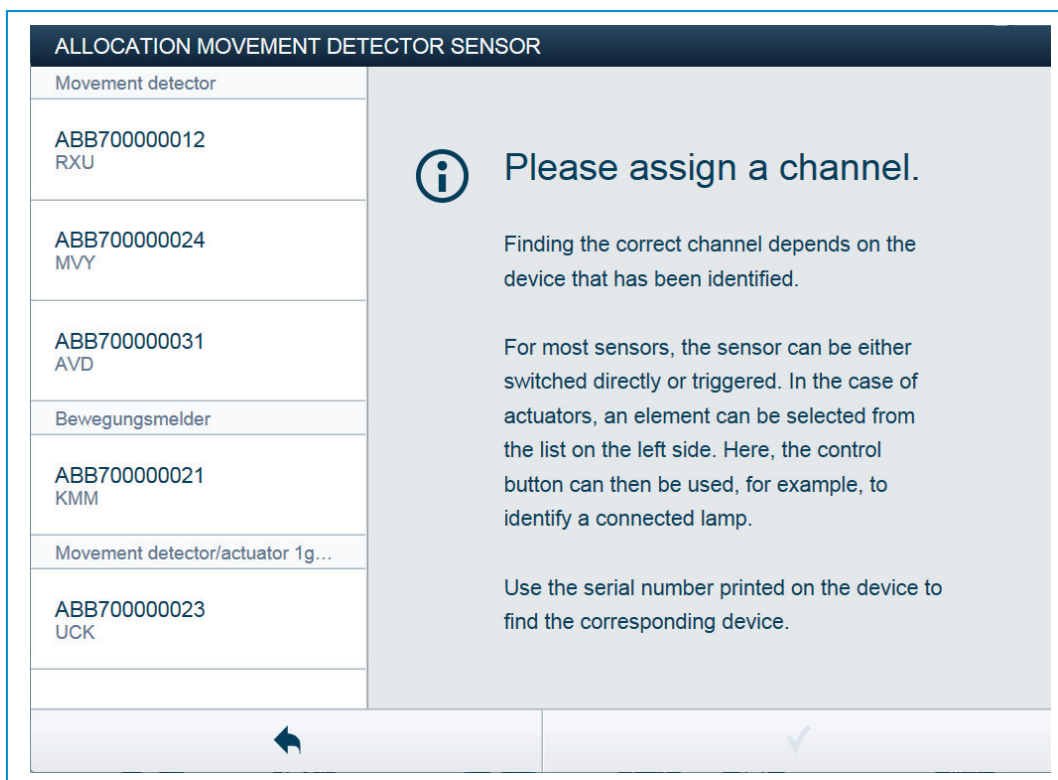 ALLOCATION MOVEMENT DETECTOR SENSOR
Movement detector
ABB700000012
RXU
ABB700000024
MVY
ABB700000031
AVD
Bewegungsmelder
ABB700000021
KMM
Movement detector/actuator 1g...
ABB700000023
UCK
Please assign a channel.
Finding the correct channel depends on the
device that has been identified.
For most sensors, the sensor can be either
switched directly or triggered. In the case of
actuators, an element can be selected from
the list on the left side. Here, the control
button can then be used, for example, to
identify a connected lamp.
Use the serial number printed on the device to
find the corresponding device.